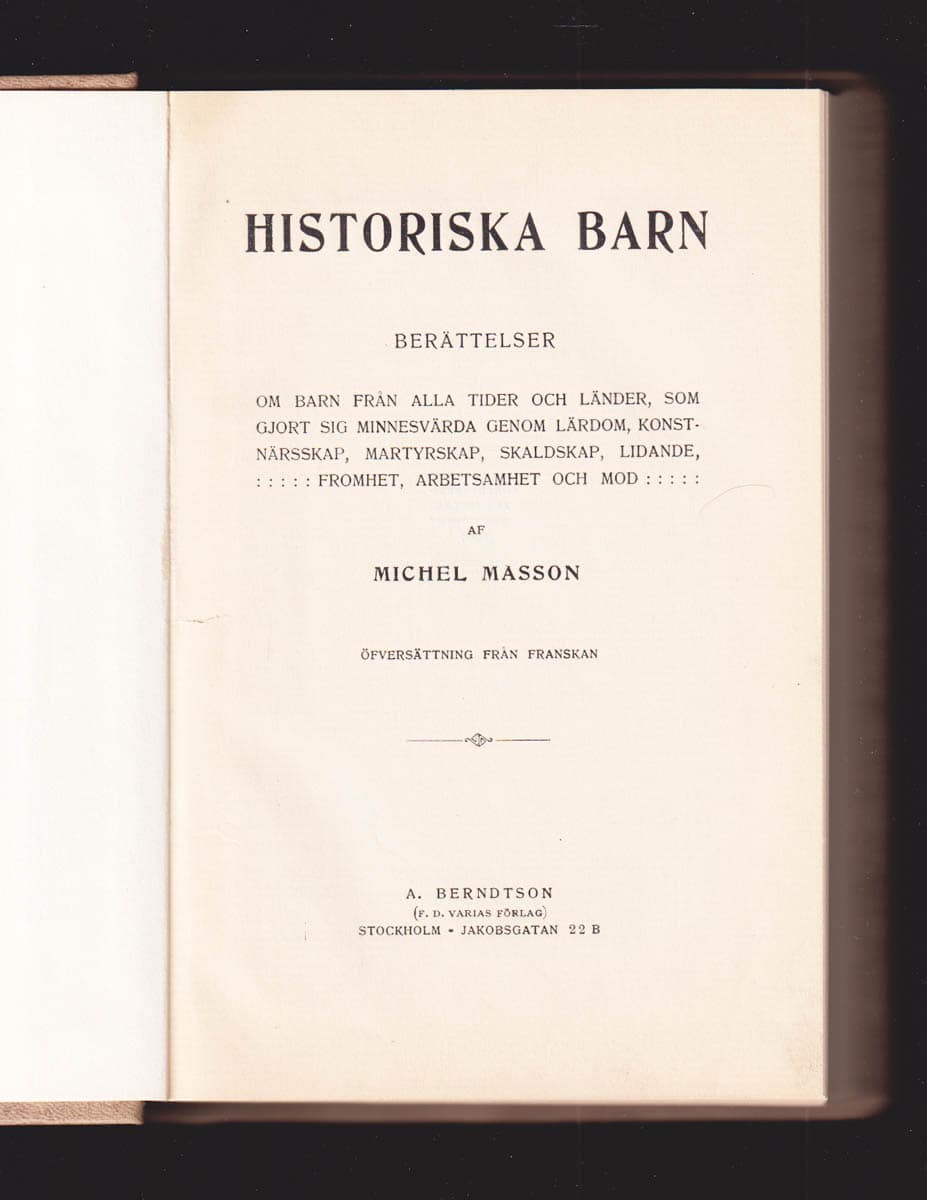 HISTORISKA BARN
BERÄTTELSER
OM BARN FRÅN ALLA TIDER OCH LÄNDER, SOM
GJORT SIG MINNESVÄRDA GENOM LÄRDOM, KONST-
NÄRSSKAP, MARTYRSKAP, SKALDSKAP, LIDANDE,
: : : : : FROMHET, ARBETSAMHET OCH MOD : : : : :
AF
MICHEL MASSON
ÖFVERSÄTTNING FRÅN FRANSKAN
A. BERNDTSON
(F. D. VARIAS FÖRLAG)
STOCKHOLM • JAKOBSGATAN 22 B